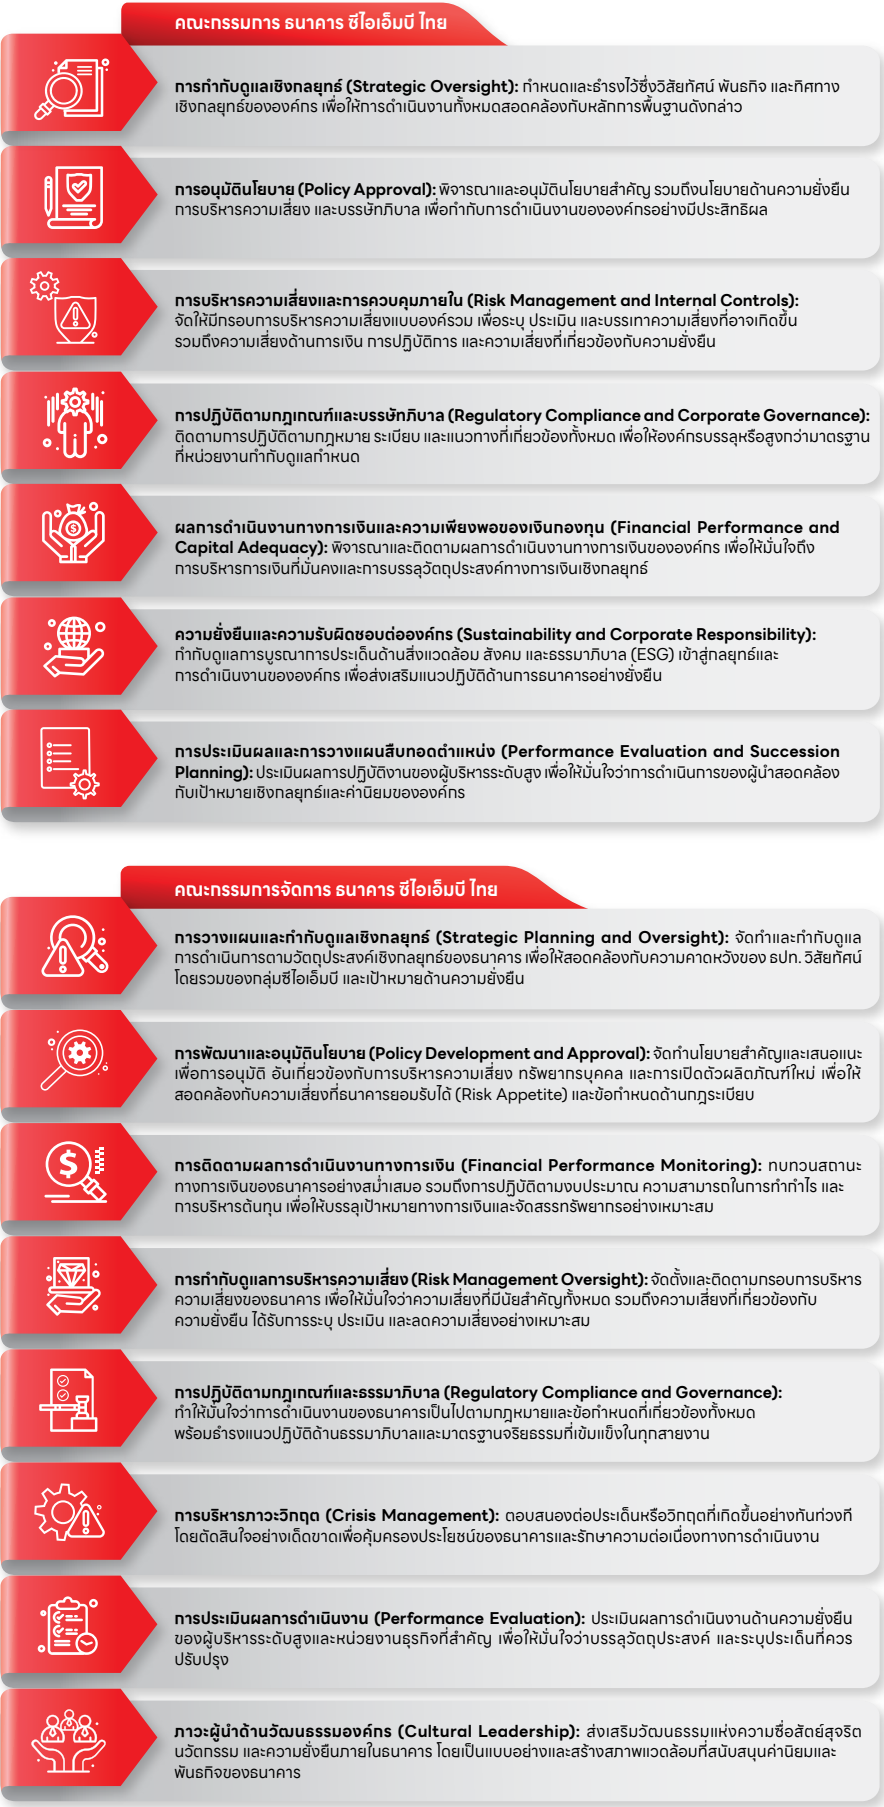 คณะกรรมการ ธนาคาร ซีไอเอ็มบี ไทย
การกำกับดูแลเชิงกลยุทธ์ (Strategic Oversight): กำหนดและธำรงไว้ซึ่งวิสัยทัศน์ พันธกิจ และทิศทาง
เชิงกลยุทธ์ขององค์กร เพื่อให้การดำเนินงานทั้งหมดสอดคล้องกับหลักการพื้นฐานดังกล่าว
การอนุมัตินโยบาย (Policy Approval): พิจารณาและอนุมัตินโยบายสำคัญ รวมถึงนโยบายด้านความยั่งยืน
การบริหารความเสี่ยง และบรรษัทภิบาล เพื่อกำกับการดำเนินงานขององค์กรอย่างมีประสิทธิผล
การบริหารความเสี่ยงและการควบคุมภายใน (Risk Management and Internal Controls):
จัดให้มีกรอบการบริหารความเสี่ยงแบบองค์รวม เพื่อระบุ ประเมิน และบรรเทาความเสี่ยงที่อาจเกิดขึ้น
รวมถึงความเสี่ยงด้านการเงิน การปฏิบัติการ และความเสี่ยงที่เกี่ยวข้องกับความยั่งยืน
การปฏิบัติตามกฎเกณฑ์และบรรษัทภิบาล (Regulatory Compliance and Corporate Governance):
ติดตามการปฏิบัติตามกฎหมาย ระเบียบ และแนวทางที่เกี่ยวข้องทั้งหมด เพื่อให้องค์กรบรรลุหรือสูงกว่ามาตรฐาน
ที่หน่วยงานกำกับดูแลกำหนด
ผลการดำเนินงานทางการเงินและความเพียงพอของเงินกองทุน (Financial Performance and
Capital Adequacy): พิจารณาและติดตามผลการดำเนินงานทางการเงินขององค์กร เพื่อให้มั่นใจถึง
การบริหารการเงินที่มั่นคงและการบรรลุวัตถุประสงค์ทางการเงินเชิงกลยุทธ์
ความยั่งยืนและความรับผิดชอบต่อองค์กร (Sustainability and Corporate Responsibility):
กำกับดูแลการบูรณาการประเด็นด้านสิ่งแวดล้อม สังคม และธรรมาภิบาล (ESG) เข้าสู่กลยุทธ์และ
การดำเนินงานขององค์กร เพื่อส่งเสริมแนวปฏิบัติด้านการธนาคารอย่างยั่งยืน
การประเมินผลและการวางแผนสืบทอดตำแหน่ง (Performance Evaluation and Succession
Planning): ประเมินผลการปฏิบัติงานของผู้บริหารระดับสูง เพื่อให้มั่นใจว่าการดำเนินการของผู้นำสอดคล้อง
กับเป้าหมายเชิงกลยุทธ์และค่านิยมขององค์กร
คณะกรรมการจัดการ ธนาคาร ซีไอเอ็มบี ไทย
การวางแผนและกำกับดูแลเชิงกลยุทธ์ (Strategic Planning and Oversight): จัดทำและกำกับดูแล
การดำเนินการตามวัตถุประสงค์เชิงกลยุทธ์ของธนาคาร เพื่อให้สอดคล้องกับความคาดหวังของ ธปท. วิสัยทัศน์
โดยรวมของกลุ่มซีไอเอ็มบี และเป้าหมายด้านความยั่งยืน
การพัฒนาและอนุมัตินโยบาย (Policy Development and Approval): จัดทำนโยบายสำคัญและเสนอแนะ
เพื่อการอนุมัติ อันเกี่ยวข้องกับการบริหารความเสี่ยง ทรัพยากรบุคคล และการเปิดตัวผลิตภัณฑ์ใหม่ เพื่อให้
สอดคล้องกับความเสี่ยงที่ธนาคารยอมรับได้ (Risk Appetite) และข้อกำหนดด้านกฎระเบียบ
การติดตามผลการดำเนินงานทางการเงิน (Financial Performance Monitoring): ทบทวนสถานะ
ทางการเงินของธนาคารอย่างสม่ำเสมอ รวมถึงการปฏิบัติตามงบประมาณ ความสามารถในการทำกำไร และ
การบริหารต้นทุน เพื่อให้บรรลุเป้าหมายทางการเงินและจัดสรรทรัพยากรอย่างเหมาะสม
การกำกับดูแลการบริหารความเสี่ยง (Risk Management Oversight): จัดตั้งและติดตามกรอบการบริหาร
ความเสี่ยงของธนาคาร เพื่อให้มั่นใจว่าความเสี่ยงที่มีนัยสำคัญทั้งหมด รวมถึงความเสี่ยงที่เกี่ยวข้องกับ
ความยั่งยืน ได้รับการระบุ ประเมิน และลดความเสี่ยงอย่างเหมาะสม
การปฏิบัติตามกฎเกณฑ์และธรรมาภิบาล (Regulatory Compliance and Governance):
ทำให้มั่นใจว่าการดำเนินงานของธนาคารเป็นไปตามกฎหมายและข้อกำหนดที่เกี่ยวข้องทั้งหมด
พร้อมธำรงแนวปฏิบัติด้านธรรมาภิบาลและมาตรฐานจริยธรรมที่เข้มแข็งในทุกสายงาน
การบริหารภาวะวิกฤต (Crisis Management): ตอบสนองต่อประเด็นหรือวิกฤตที่เกิดขึ้นอย่างทันท่วงที
โดยตัดสินใจอย่างเด็ดขาดเพื่อคุ้มครองประโยชน์ของธนาคารและรักษาความต่อเนื่องทางการดำเนินงาน
การประเมินผลการดำเนินงาน (Performance Evaluation): ประเมินผลการดำเนินงานด้านความยั่งยืน
ของผู้บริหารระดับสูงและหน่วยงานธุรกิจที่สำคัญ เพื่อให้มั่นใจว่าบรรลุวัตถุประสงค์ และระบุประเด็นที่ควร
ปรับปรุง
ภาวะผู้นำด้านวัฒนธรรมองค์กร (Cultural Leadership): ส่งเสริมวัฒนธรรมแห่งความซื่อสัตย์สุจริต
นวัตกรรม และความยั่งยืนภายในธนาคาร โดยเป็นแบบอย่างและสร้างสภาพแวดล้อมที่สนับสนุนค่านิยมและ
พันธกิจของธนาคาร